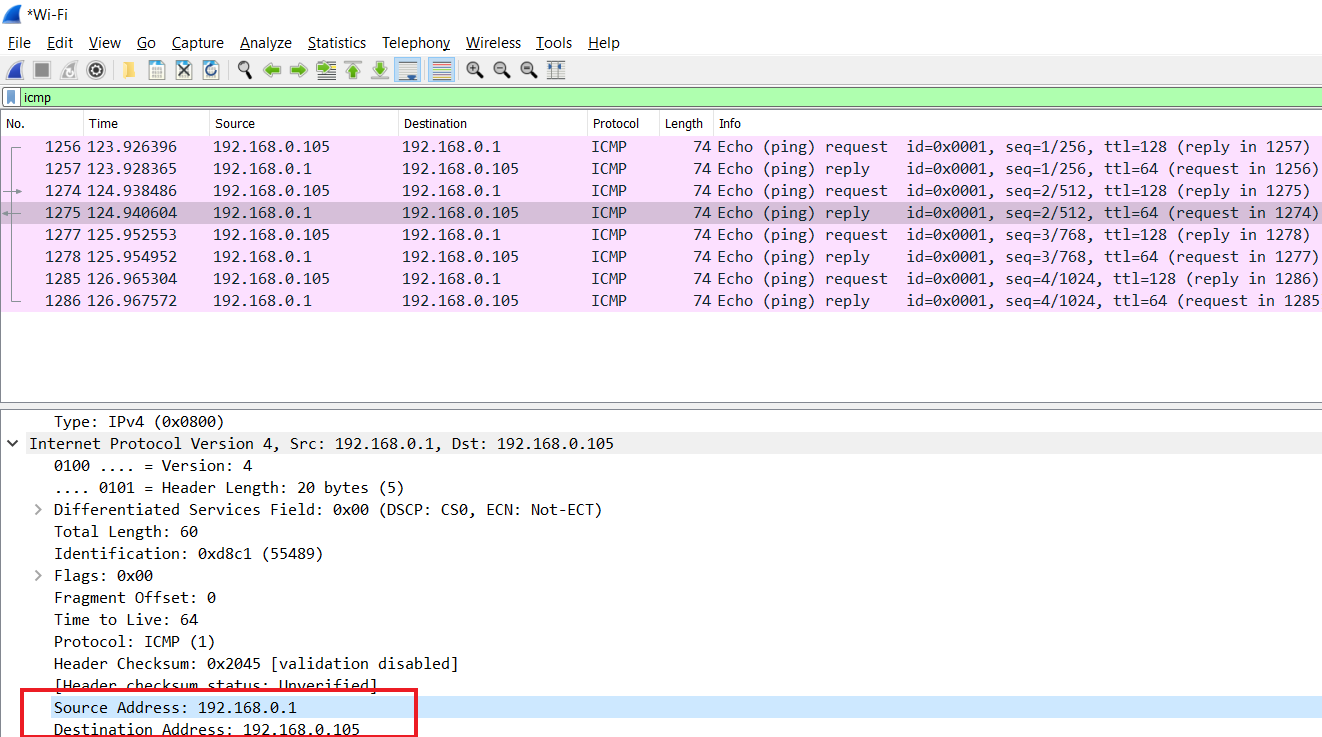 *Wi-Fi
File Edit View Go Capture Analyze Statistics Telephony Wireless Tools Help
icmp
No. Time Source Destination Protocol Length Info
1256 123.926396 192.168.0.105 192.168.0.1 ICMP 74 Echo (ping) request id=0x0001, seq=1/256, ttl=128 (reply in 1257)
1257 123.928365 192.168.0.1 192.168.0.105 ICMP 74 Echo (ping) reply id=0x0001, seq=1/256, ttl=64 (request in 1256)
1274 124.938486 192.168.0.105 192.168.0.1 ICMP 74 Echo (ping) request id=0x0001, seq=2/512, ttl=128 (reply in 1275)
1275 124.940604 192.168.0.1 192.168.0.105 ICMP 74 Echo (ping) reply id=0x0001, seq=2/512, ttl=64 (request in 1274)
1277 125.952553 192.168.0.105 192.168.0.1 ICMP 74 Echo (ping) request id=0x0001, seq=3/768, ttl=128 (reply in 1278)
1278 125.954952 192.168.0.1 192.168.0.105 ICMP 74 Echo (ping) reply id=0x0001, seq=3/768, ttl=64 (request in 1277)
1285 126.965304 192.168.0.105 192.168.0.1 ICMP 74 Echo (ping) request id=0x0001, seq=4/1024, ttl=128 (reply in 1286)
1286 126.967572 192.168.0.1 192.168.0.105 ICMP 74 Echo (ping) reply id=0x0001, seq=4/1024, ttl=64 (request in 1285
Type: IPv4 (0x0800)
Internet Protocol Version 4, Src: 192.168.0.1, Dst: 192.168.0.105
0100 .... = Version: 4
.... 0101 = Header Length: 20 bytes (5)
Differentiated Services Field: 0x00 (DSCP: CS0, ECN: Not-ECT)
Total Length: 60
Identification: 0xd8c1 (55489)
Flags: 0x00
Fragment Offset: 0
Time to Live: 64
Protocol: ICMP (1)
Header Checksum: 0x2045 [validation disabled]
[Header checksum status: Unverified]
Source Address: 192.168.0.1
Destination Address: 192.168.0.105